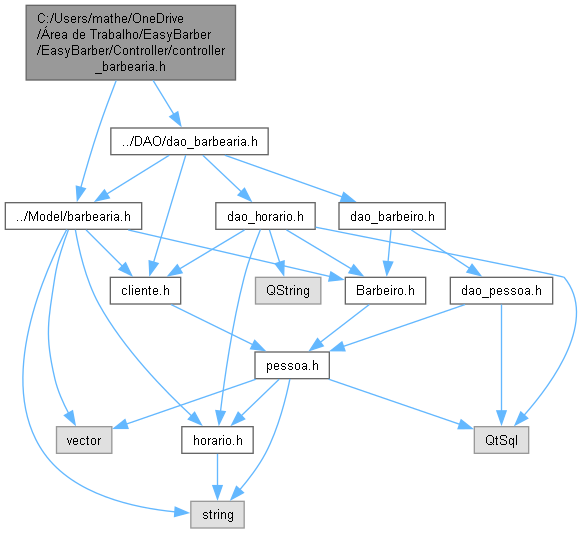 C:/Users/mathe/OneDrive
/Área de Trabalho/EasyBarber
/EasyBarber/Controller/controller
_barbearia.h
../DAO/dao_barbearia.h
../Model/barbearia.h
dao_horario.h
dao_barbeiro.h
cliente.h
QString
Barbeiro.h
dao_pessoa.h
pessoa.h
vector
horario.h
QtSql
string